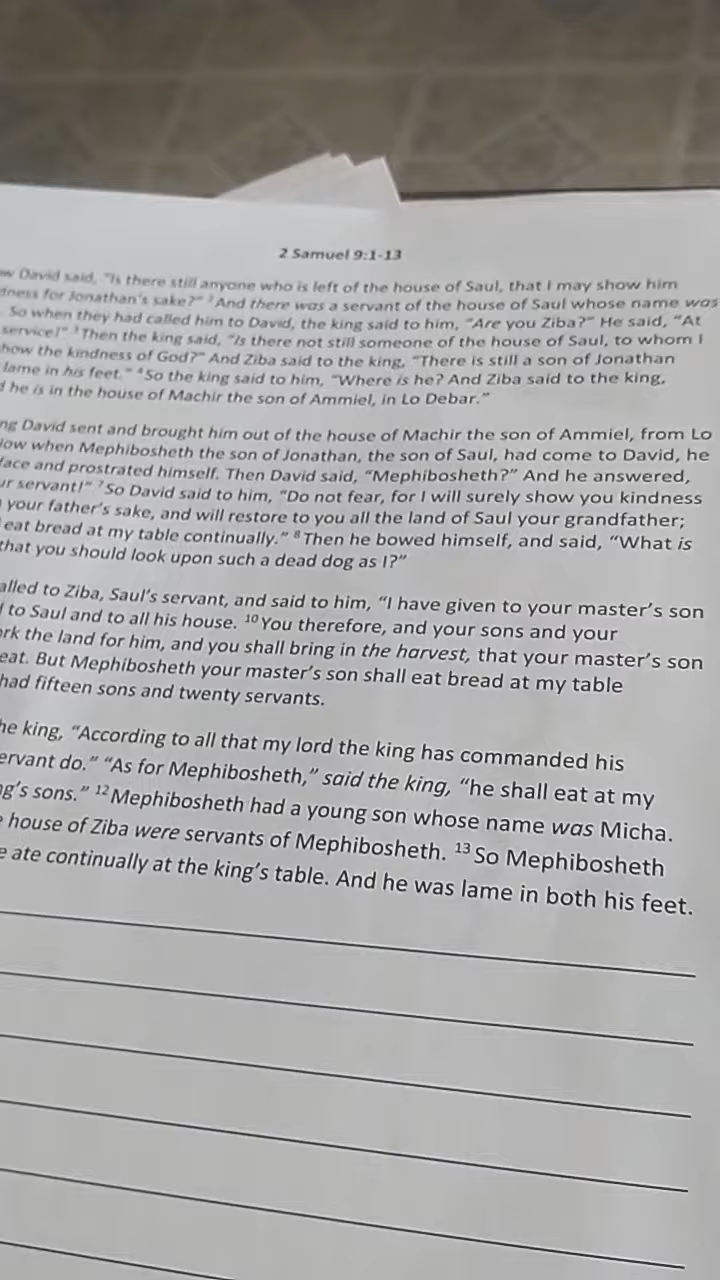 2 Samuel 9:1-13
David said, "Is there still anyone who is left of the house of Saul, that I may show him
for Jonathan's sake?" ²And there was a servant of the house of Saul whose name was
So when they had called him to David, the king said to him, "Are you Ziba?" He said, "At
service!" ³Then the king said, "Is there not still someone of the house of Saul, to whom I
how the kindness of God?" And Ziba said to the king, "There is still a son of Jonathan
lame in his feet." ⁴So the king said to him, "Where is he? And Ziba said to the king,
he is in the house of Machir the son of Ammiel, in Lo Debar."
ng David sent and brought him out of the house of Machir the son of Ammiel, from Lo
ow when Mephibosheth the son of Jonathan, the son of Saul, had come to David, he
face and prostrated himself. Then David said, "Mephibosheth?" And he answered,
ur servant!" ⁷So David said to him, "Do not fear, for I will surely show you kindness
your father's sake, and will restore to you all the land of Saul your grandfather;
eat bread at my table continually." ⁸Then he bowed himself, and said, "What is
that you should look upon such a dead dog as I?"
alled to Ziba, Saul's servant, and said to him, "I have given to your master's son
to Saul and to all his house. ¹⁰You therefore, and your sons and your
ork the land for him, and you shall bring in the harvest, that your master's son
eat. But Mephibosheth your master's son shall eat bread at my table
had fifteen sons and twenty servants.
he king, "According to all that my lord the king has commanded his
ervant do." "As for Mephibosheth," said the king, "he shall eat at my
ng's sons." ¹²Mephibosheth had a young son whose name was Micha.
house of Ziba were servants of Mephibosheth. ¹³So Mephibosheth
e ate continually at the king's table. And he was lame in both his feet.